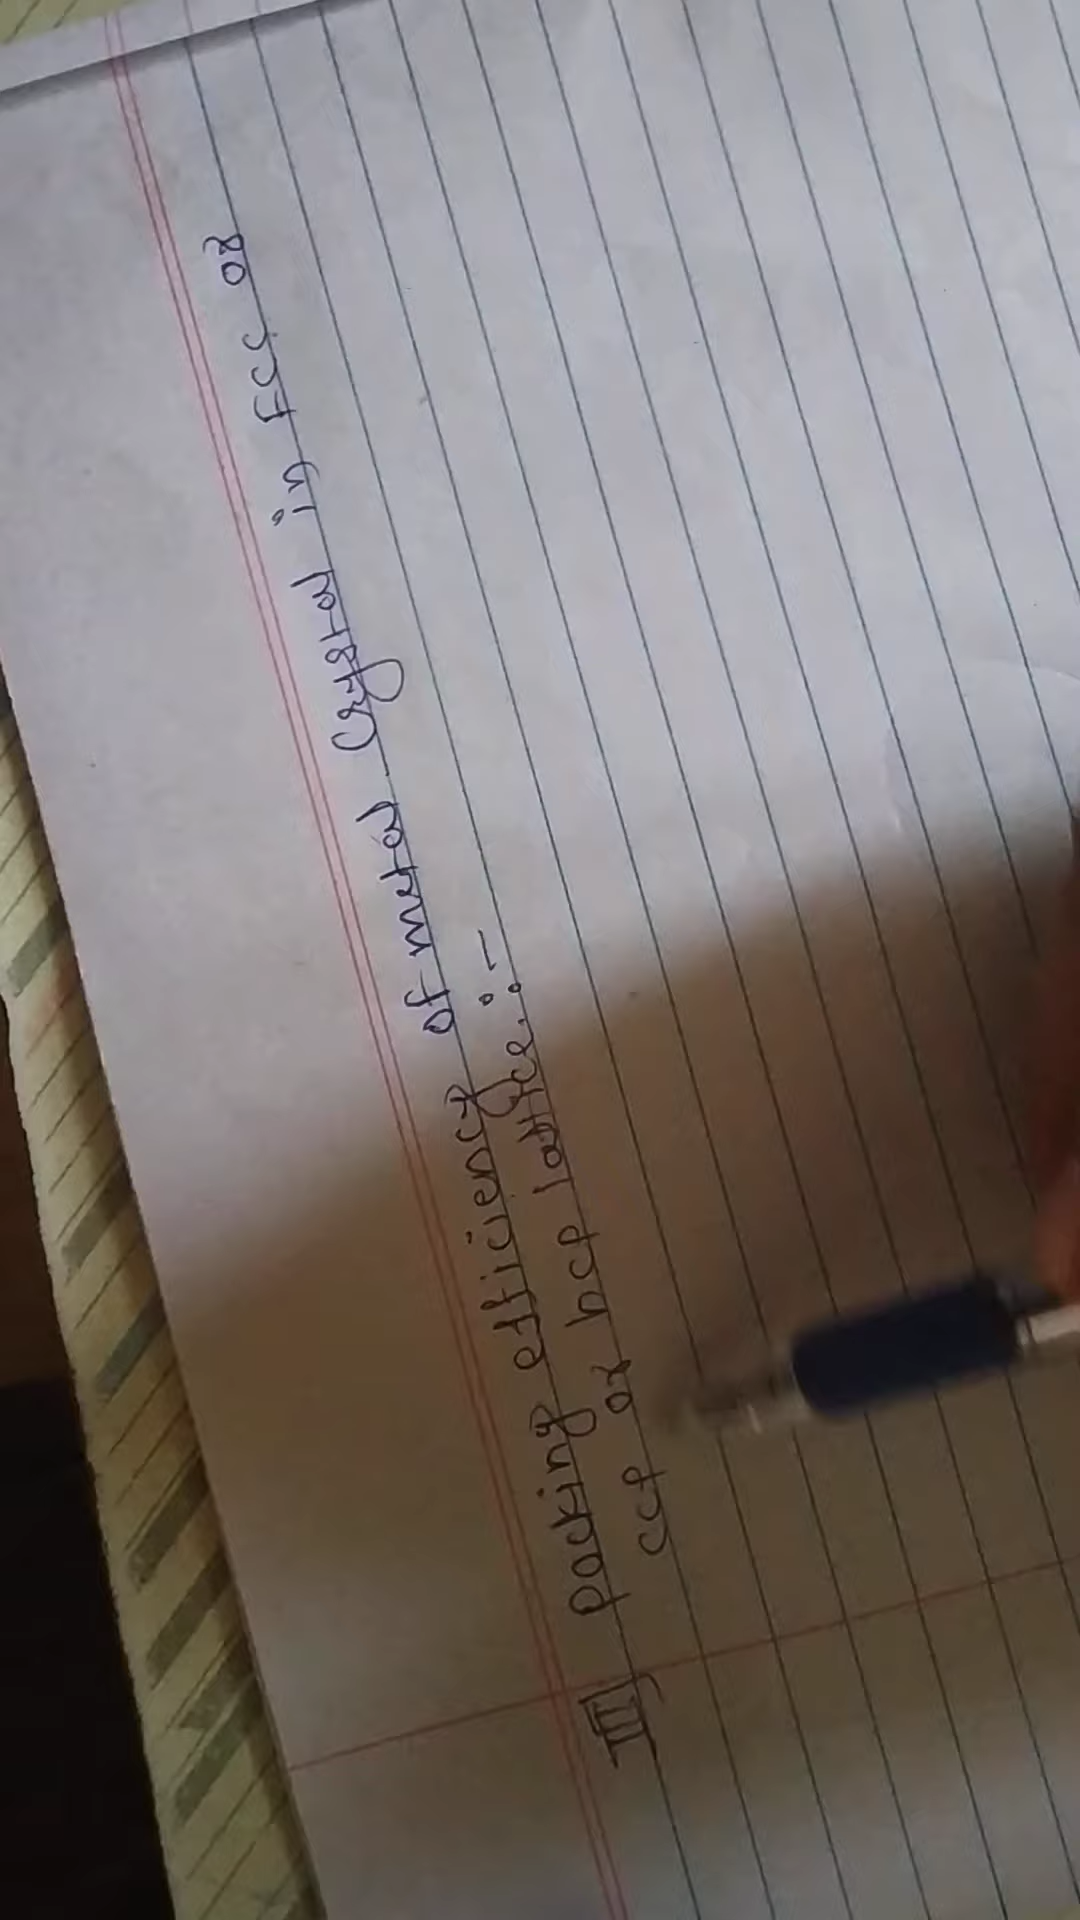 III) packing efficiency of metal Crystal in FCC or
ccp or hcp lattice :-